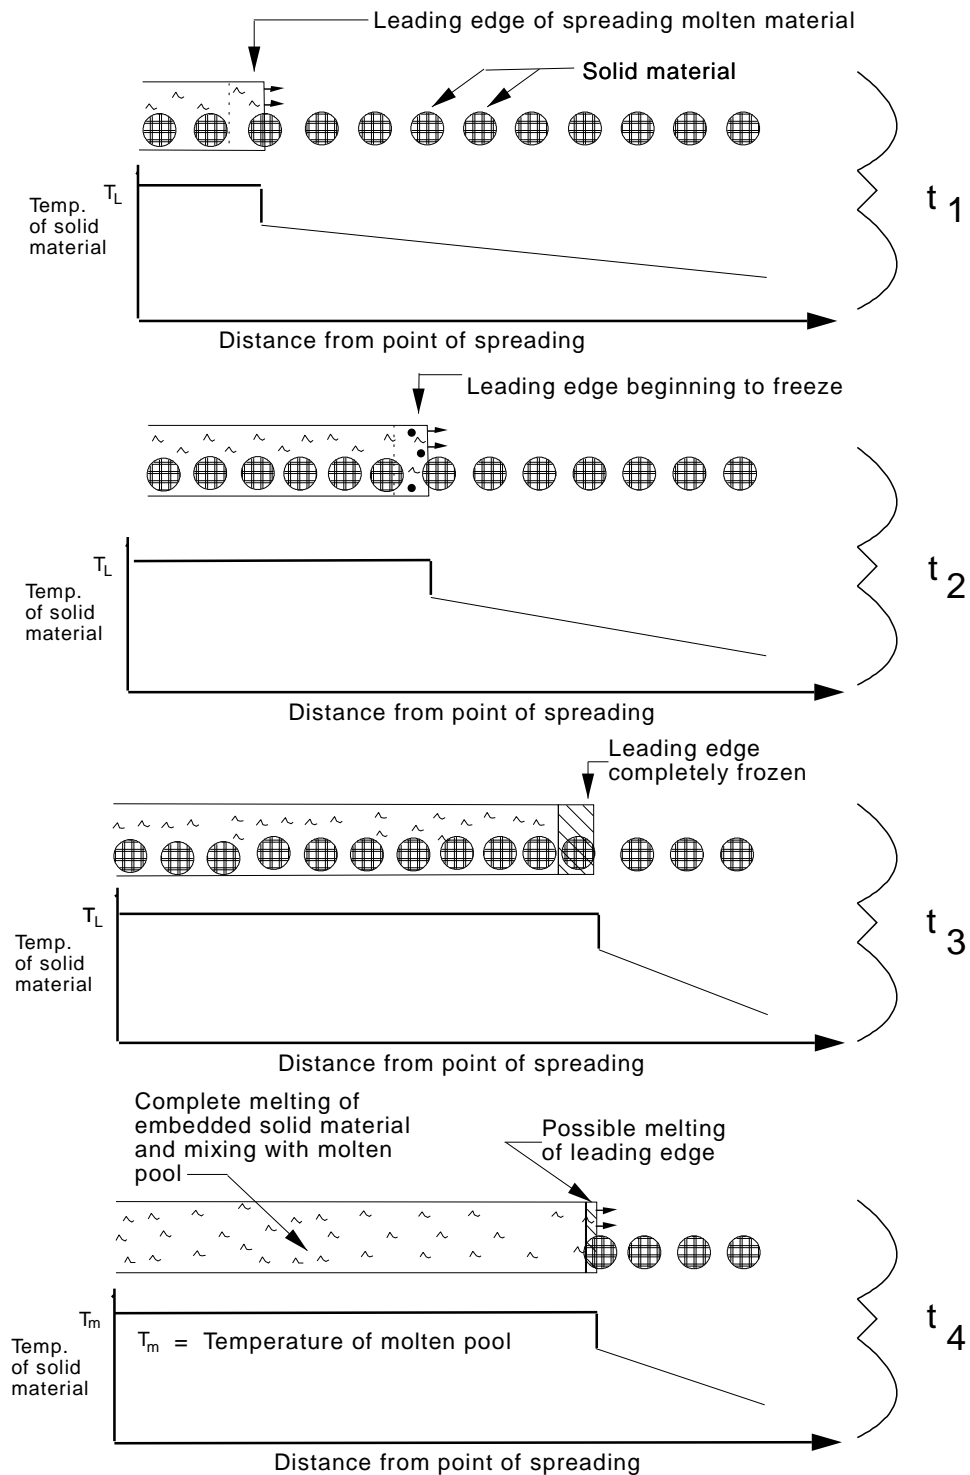 Leading edge of spreading molten material
Solid material
T_L
Temp.
of solid
material
t_1
Distance from point of spreading
Leading edge beginning to freeze
T_L
Temp.
of solid
material
t_2
Distance from point of spreading
Leading edge
completely frozen
T_L
Temp.
of solid
material
t_3
Distance from point of spreading
Complete melting of
embedded solid material
and mixing with molten
pool
Possible melting
of leading edge
T_m
T_m = Temperature of molten pool
Temp.
of solid
material
t_4
Distance from point of spreading